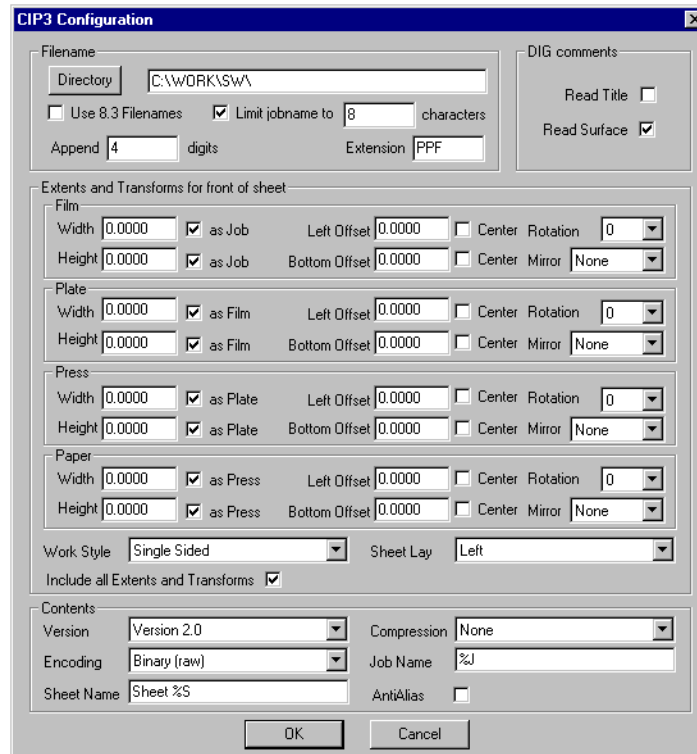 CIP3 Configuration
Filename
Directory C:\WORK\SW\
Use 8.3 Filenames Limit jobname to 8 characters
Append 4 digits Extension PPF
DIG comments
Read Title
Read Surface
Extents and Transforms for front of sheet
Film
Width 0.0000 as Job Left Offset 0.0000 Center Rotation 0
Height 0.0000 as Job Bottom Offset 0.0000 Center Mirror None
Plate
Width 0.0000 as Film Left Offset 0.0000 Center Rotation 0
Height 0.0000 as Film Bottom Offset 0.0000 Center Mirror None
Press
Width 0.0000 as Plate Left Offset 0.0000 Center Rotation 0
Height 0.0000 as Plate Bottom Offset 0.0000 Center Mirror None
Paper
Width 0.0000 as Press Left Offset 0.0000 Center Rotation 0
Height 0.0000 as Press Bottom Offset 0.0000 Center Mirror None
Work Style Single Sided Sheet Lay Left
Include all Extents and Transforms
Contents
Version Version 2.0 Compression None
Encoding Binary (raw) Job Name %J
Sheet Name Sheet %S AntiAlias
OK Cancel